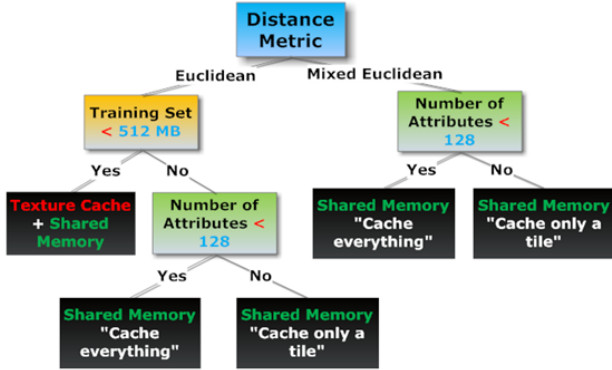 Distance
Metric
Euclidean
Mixed Euclidean
Training Set
< 512 MB
Number of
Attributes <
128
Yes
No
Yes
No
Texture Cache
+ Shared
Memory
Number of
Attributes <
128
Shared Memory
"Cache
everything"
Shared Memory
"Cache only a
tile"
Yes
No
Shared Memory
"Cache
everything"
Shared Memory
"Cache only a
tile"